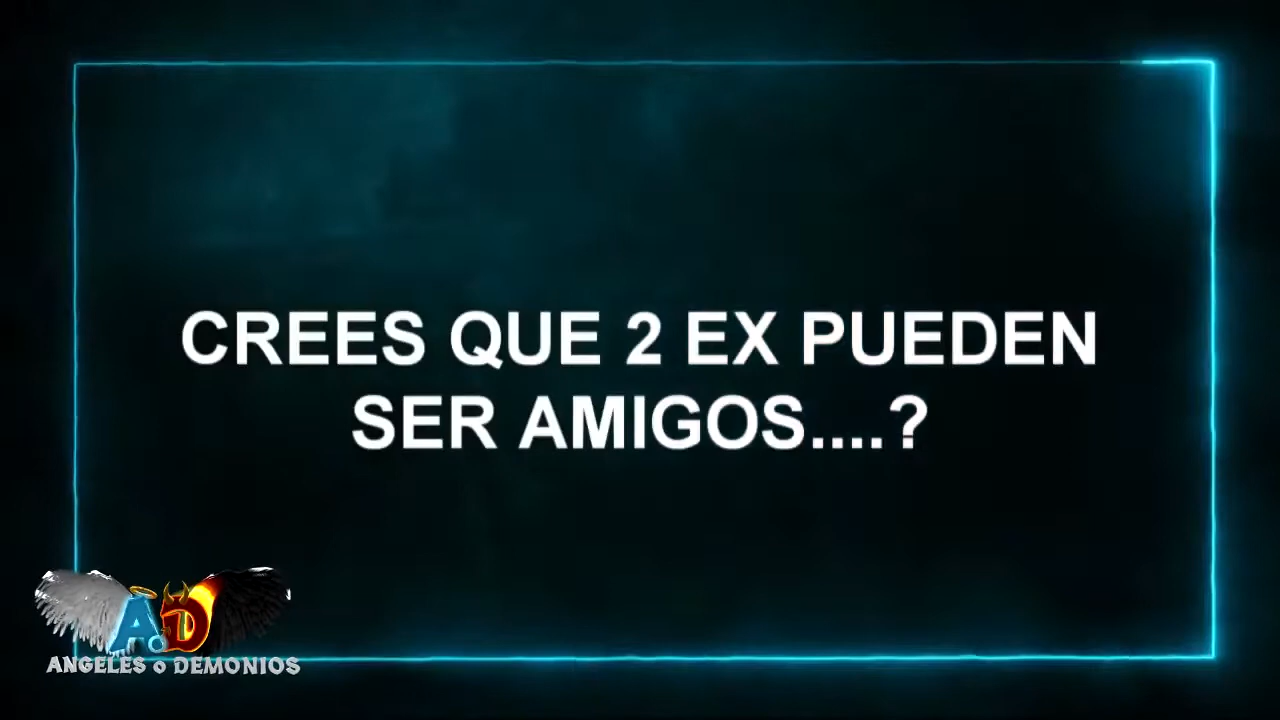 CREES QUE 2 EX PUEDEN
SER AMIGOS....?
A o D
ANGELES o DEMONIOS